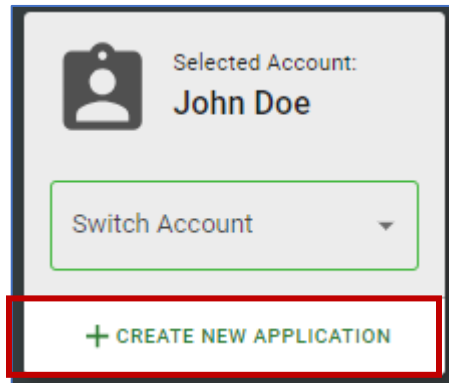 Selected Account:
John Doe
Switch Account
+ CREATE NEW APPLICATION